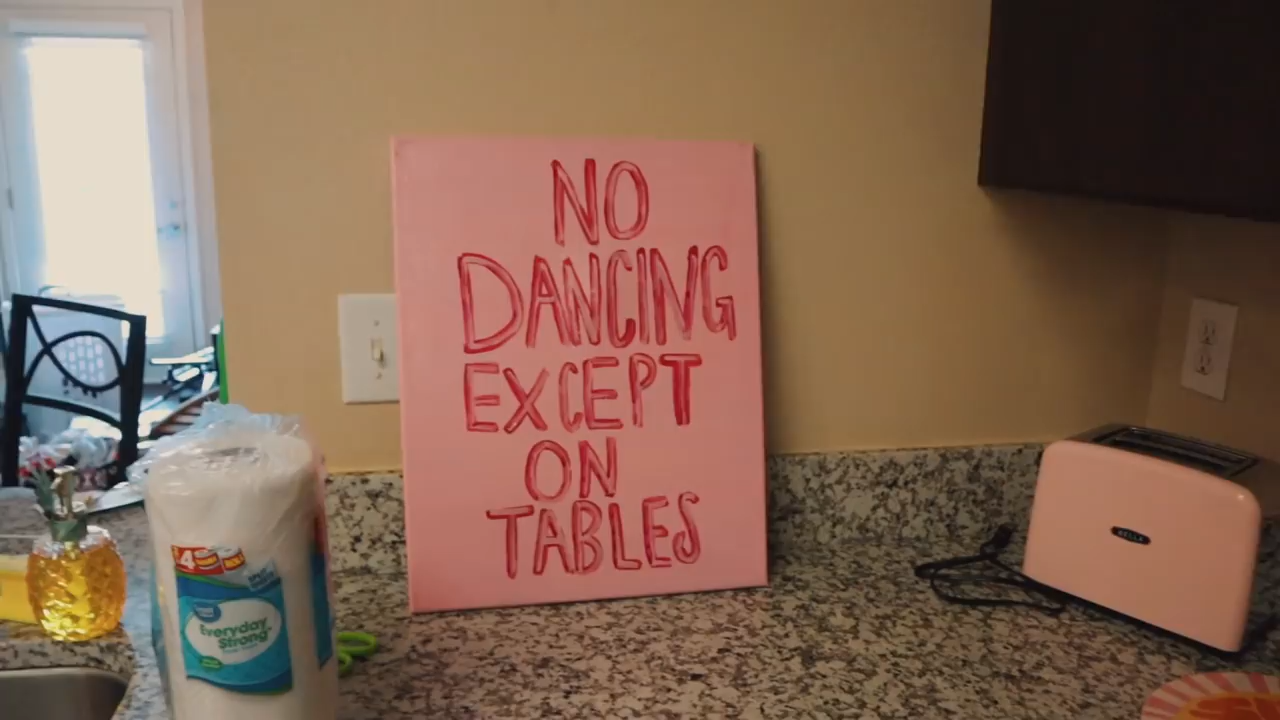 NO
DANCING
EXCEPT
ON
TABLES
BELLA
Everyday
Strong